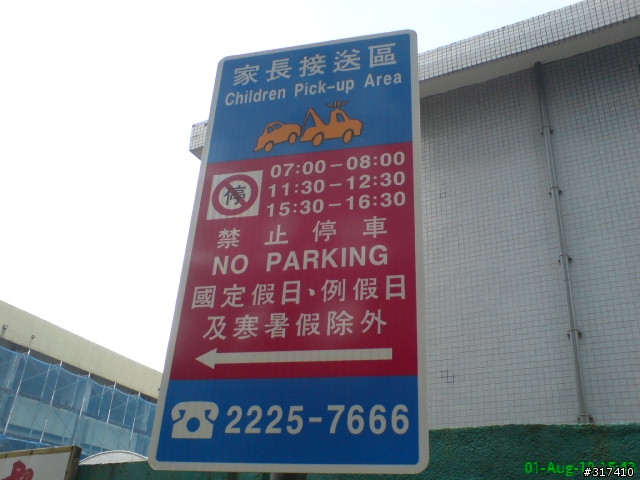 家長接送區
Children Pick-up Area
停
07:00-08:00
11:30-12:30
15:30-16:30
禁止停車
NO PARKING
國定假日、例假日
及寒暑假除外
2225-7666
#317410